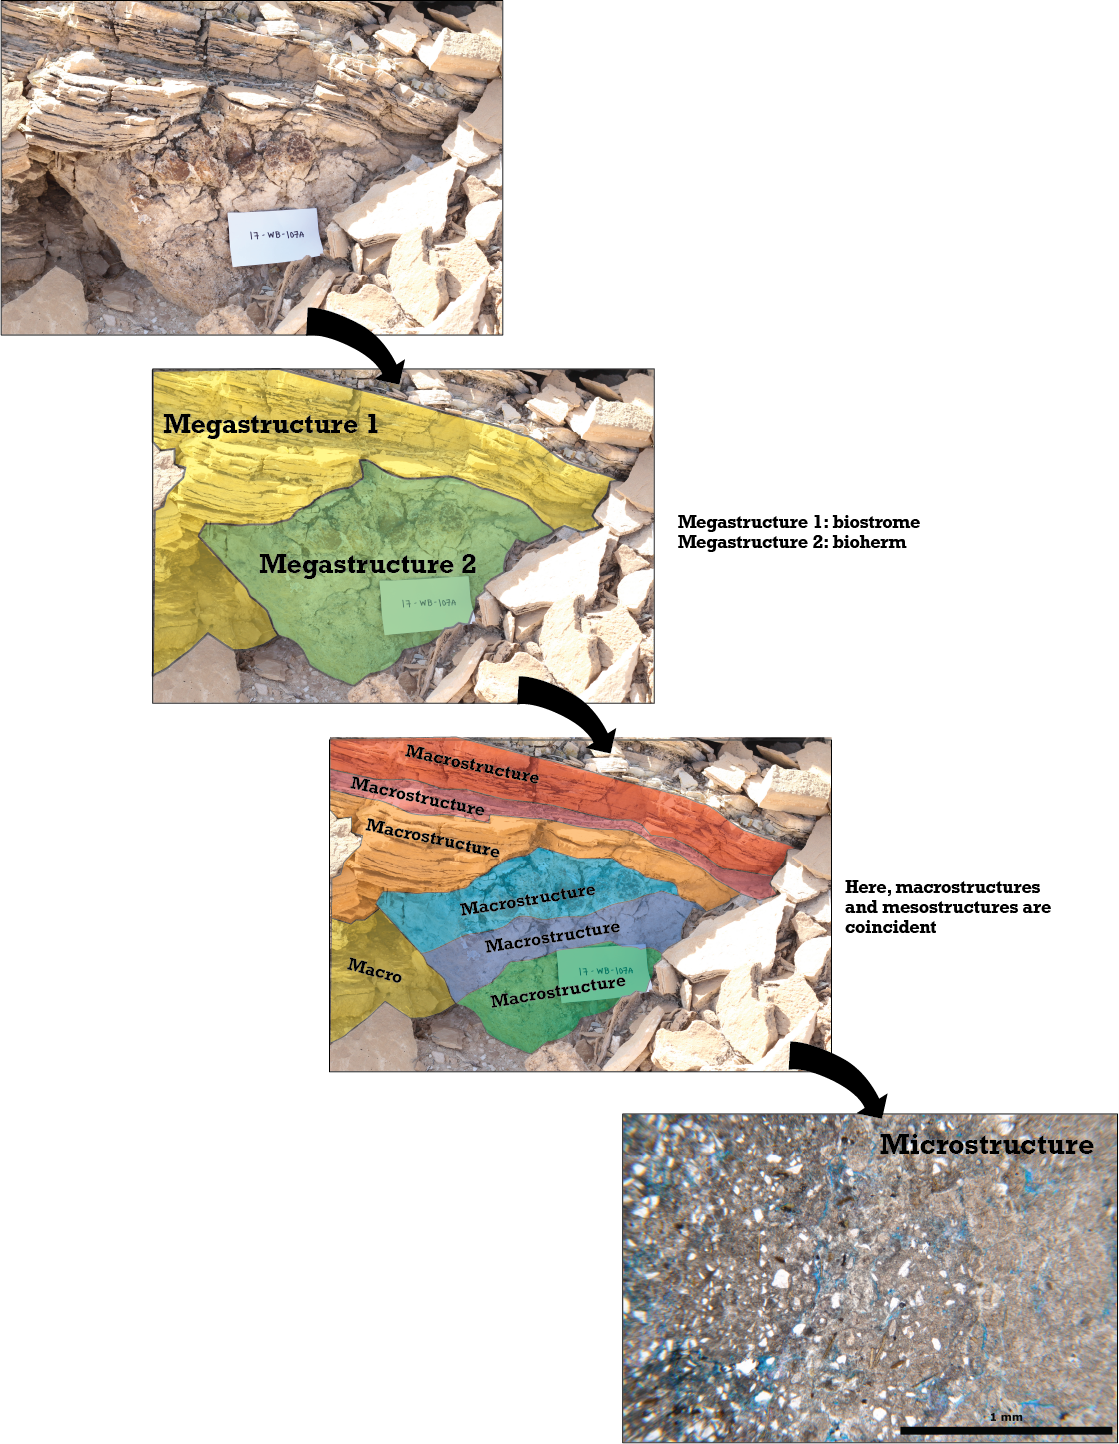 17-WB-107A
Megastructure 1
Megastructure 2
17-WB-107A
Megastructure 1: biostrome
Megastructure 2: bioherm
Macrostructure
Macrostructure
Macrostructure
Macrostructure
Macrostructure
Macro
17-WB-107A
Macrostructure
Here, macrostructures
and mesostructures are
coincident
Microstructure
1 mm